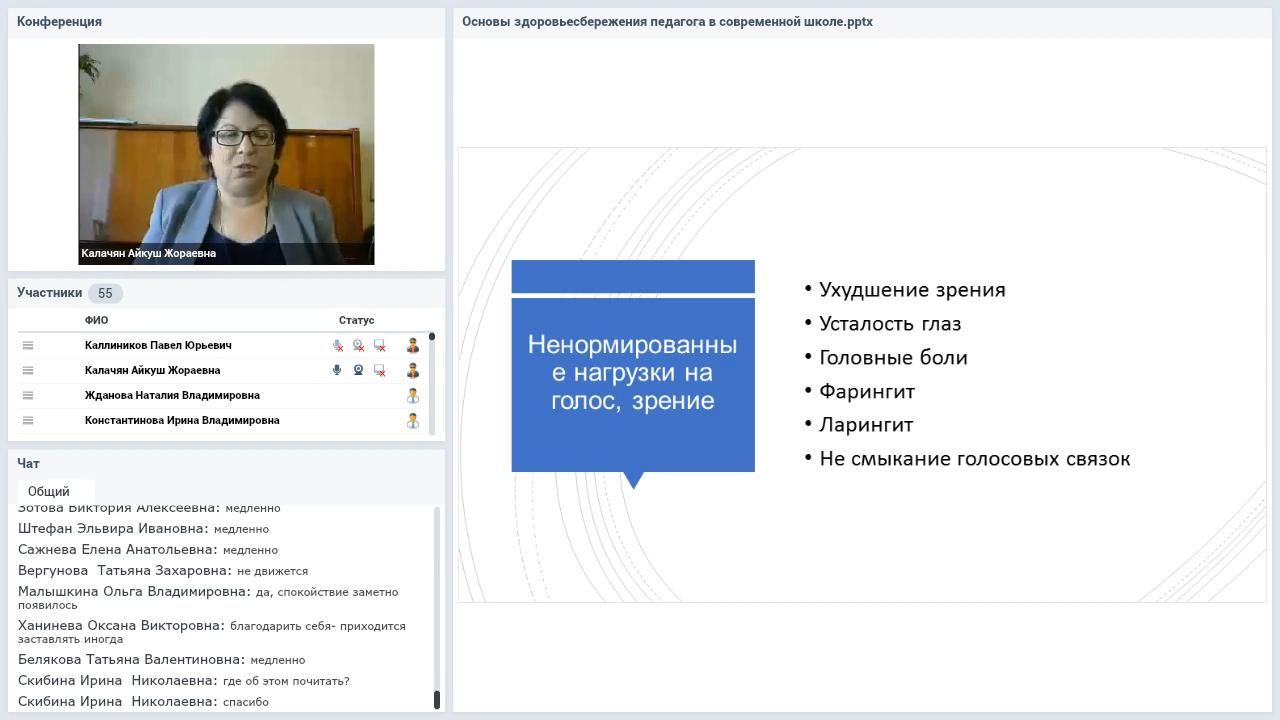 Конференция
Калачян Айкуш Жораевна
Участники 55
ФИО Статус
Каллиников Павел Юрьевич
Калачян Айкуш Жораевна
Жданова Наталия Владимировна
Константинова Ирина Владимировна
Чат
Общий
Зотова Виктория Алексеевна: медленно
Штефан Эльвира Ивановна: медленно
Сажнева Елена Анатольевна: медленно
Вергунова Татьяна Захаровна: не движется
Малышкина Ольга Владимировна: да, спокойствие заметно
появилось
Ханинева Оксана Викторовна: благодарить себя- приходится
заставлять иногда
Белякова Татьяна Валентиновна: медленно
Скибина Ирина Николаевна: где об этом почитать?
Скибина Ирина Николаевна: спасибо
Основы здоровьесбережения педагога в современной школе.pptx
Ненормированны
е нагрузки на
голос, зрение
• Ухудшение зрения
• Усталость глаз
• Головные боли
• Фарингит
• Ларингит
• Не смыкание голосовых связок